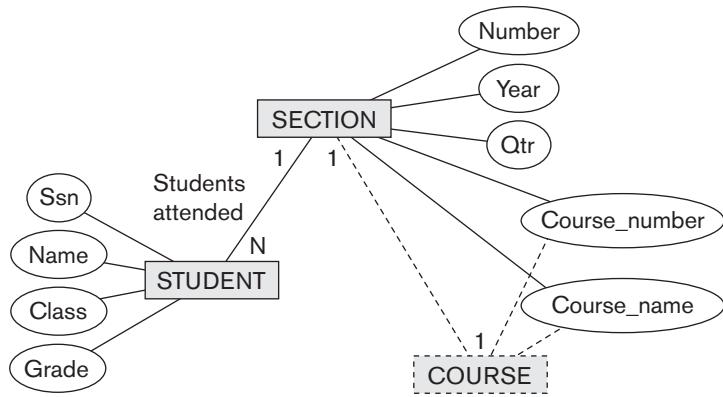 Number
Year
SECTION
Qtr
1
1
Students
attended
Ssn
Course_number
Name
N
STUDENT
Class
Course_name
1
Grade
COURSE